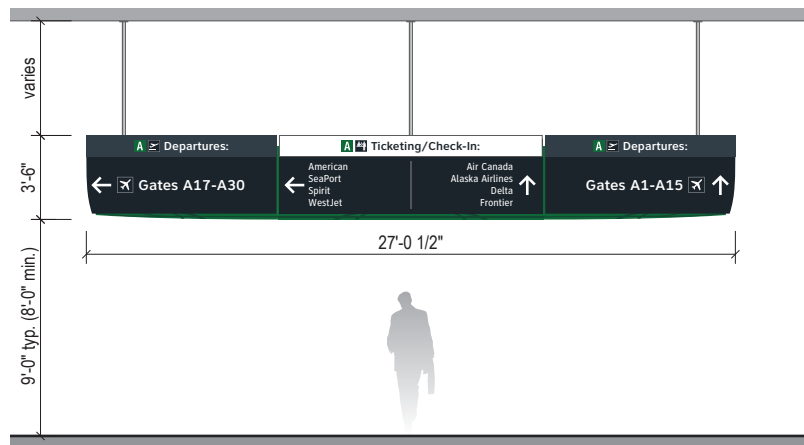 varies
A Departures:
A Ticketing/Check-In:
A Departures:
3'-6"
Gates A17-A30
American
SeaPort
Spirit
WestJet
Air Canada
Alaska Airlines
Delta
Frontier
Gates A1-A15
27'-0 1/2"
9'-0" typ. (8'-0" min.)